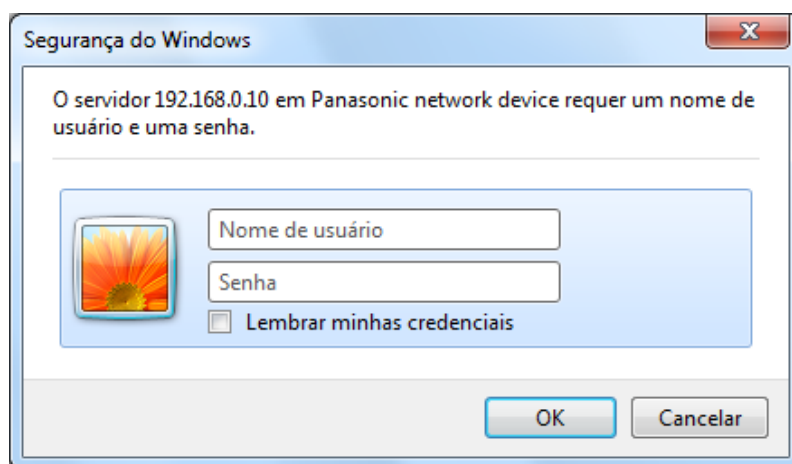 Segurança do Windows
O servidor 192.168.0.10 em Panasonic network device requer um nome de
usuário e uma senha.
Nome de usuário
Senha
Lembrar minhas credenciais
OK
Cancelar